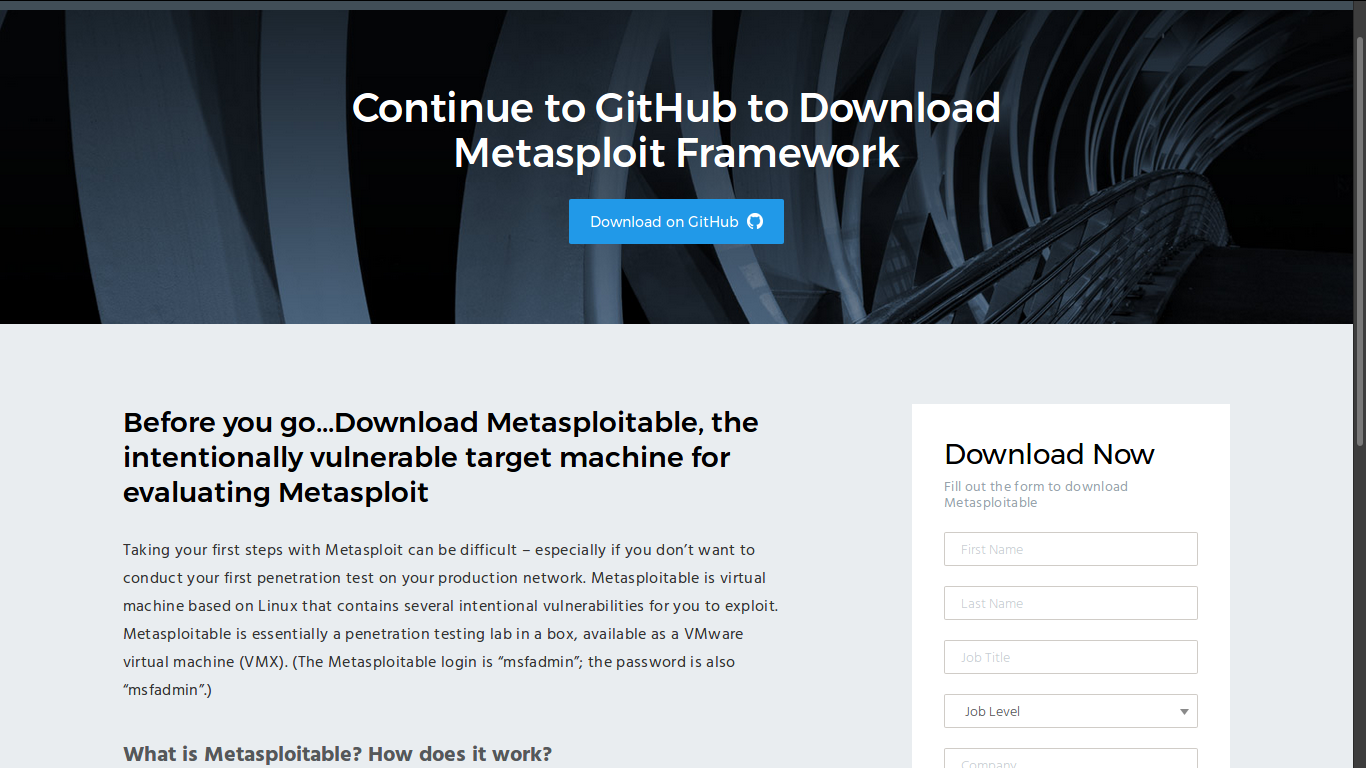 Continue to GitHub to Download
Metasploit Framework
Download on GitHub
Before you go...Download Metasploitable, the
intentionally vulnerable target machine for
evaluating Metasploit
Taking your first steps with Metasploit can be difficult – especially if you don’t want to
conduct your first penetration test on your production network. Metasploitable is virtual
machine based on Linux that contains several intentional vulnerabilities for you to exploit.
Metasploitable is essentially a penetration testing lab in a box, available as a VMware
virtual machine (VMX). (The Metasploitable login is “msfadmin”; the password is also
“msfadmin”.)
What is Metasploitable? How does it work?
Download Now
Fill out the form to download
Metasploitable
First Name
Last Name
Job Title
Job Level
Company